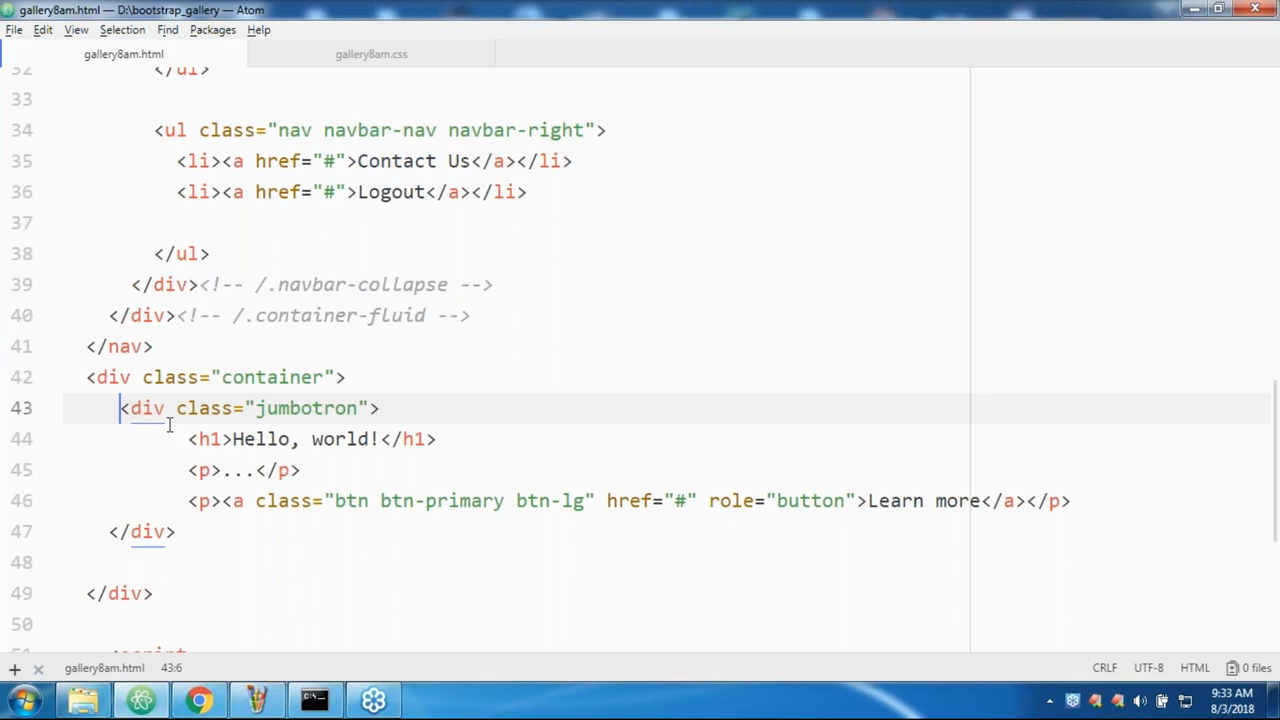 gallery8am.html — D:\bootstrap_gallery — Atom
File Edit View Selection Find Packages Help
gallery8am.html gallery8am.css
32 </ul>
33
34 <ul class="nav navbar-nav navbar-right">
35 <li><a href="#">Contact Us</a></li>
36 <li><a href="#">Logout</a></li>
37
38 </ul>
39 </div><!-- /.navbar-collapse -->
40 </div><!-- /.container-fluid -->
41 </nav>
42 <div class="container">
43 <div class="jumbotron">
44 <h1>Hello, world!</h1>
45 <p>...</p>
46 <p><a class="btn btn-primary btn-lg" href="#" role="button">Learn more</a></p>
47 </div>
48
49 </div>
50
51 <script
gallery8am.html 43:6 CRLF UTF-8 HTML 0 files
9:33 AM
8/3/2018